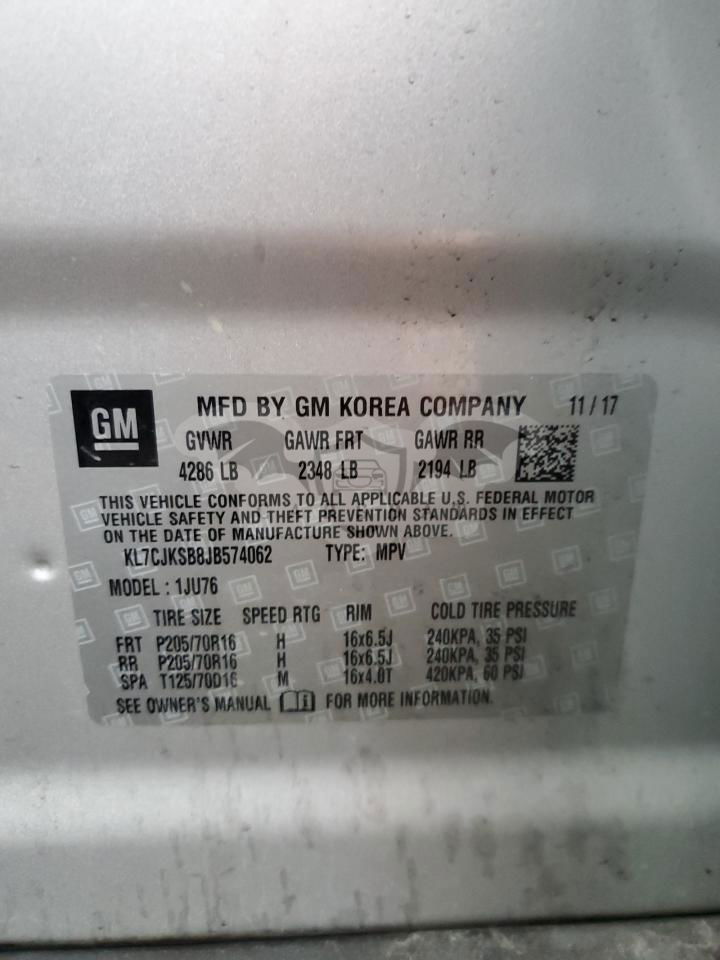 GM MFD BY GM KOREA COMPANY 11/17
GVWR GAWR FRT GAWR RR
4286 LB 2348 LB 2194 LB
THIS VEHICLE CONFORMS TO ALL APPLICABLE U.S. FEDERAL MOTOR
VEHICLE SAFETY AND THEFT PREVENTION STANDARDS IN EFFECT
ON THE DATE OF MANUFACTURE SHOWN ABOVE.
KL7CJKSB8JB574062 TYPE: MPV
MODEL: 1JU76
TIRE SIZE SPEED RTG RIM COLD TIRE PRESSURE
FRT P205/70R16 H 16x6.5J 240KPA, 35 PSI
RR P205/70R16 H 16x6.5J 240KPA, 35 PSI
SPA T125/70D16 M 16x4.0T 420KPA, 60 PSI
SEE OWNER'S MANUAL FOR MORE INFORMATION.